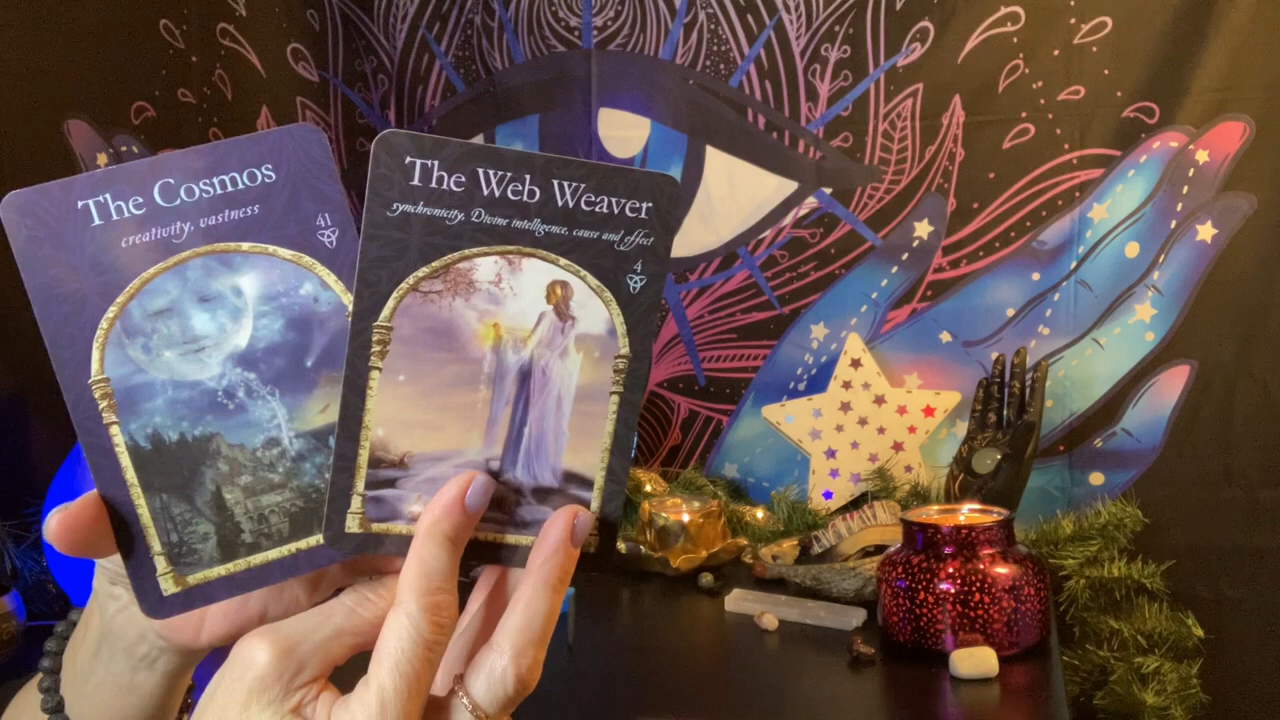 The Cosmos
creativity, vastness
41
The Web Weaver
synchronicity, Divine intelligence, cause and effect
4